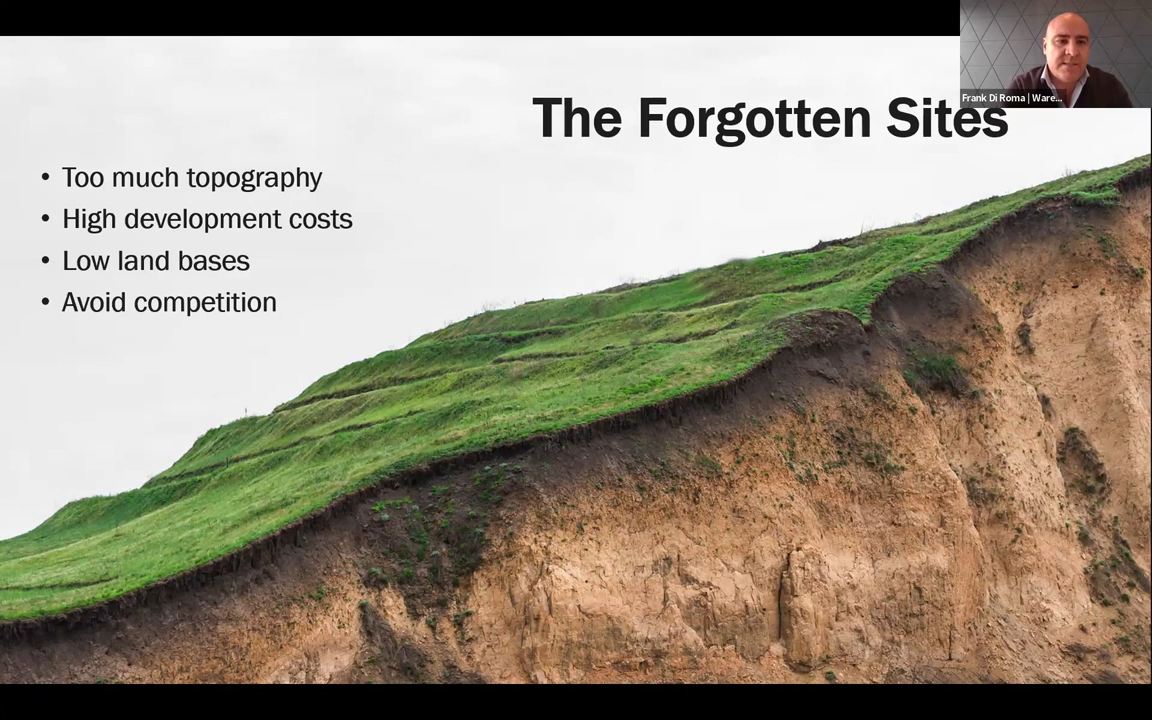 The Forgotten Sites
• Too much topography
• High development costs
• Low land bases
• Avoid competition
Frank Di Roma | Ware...